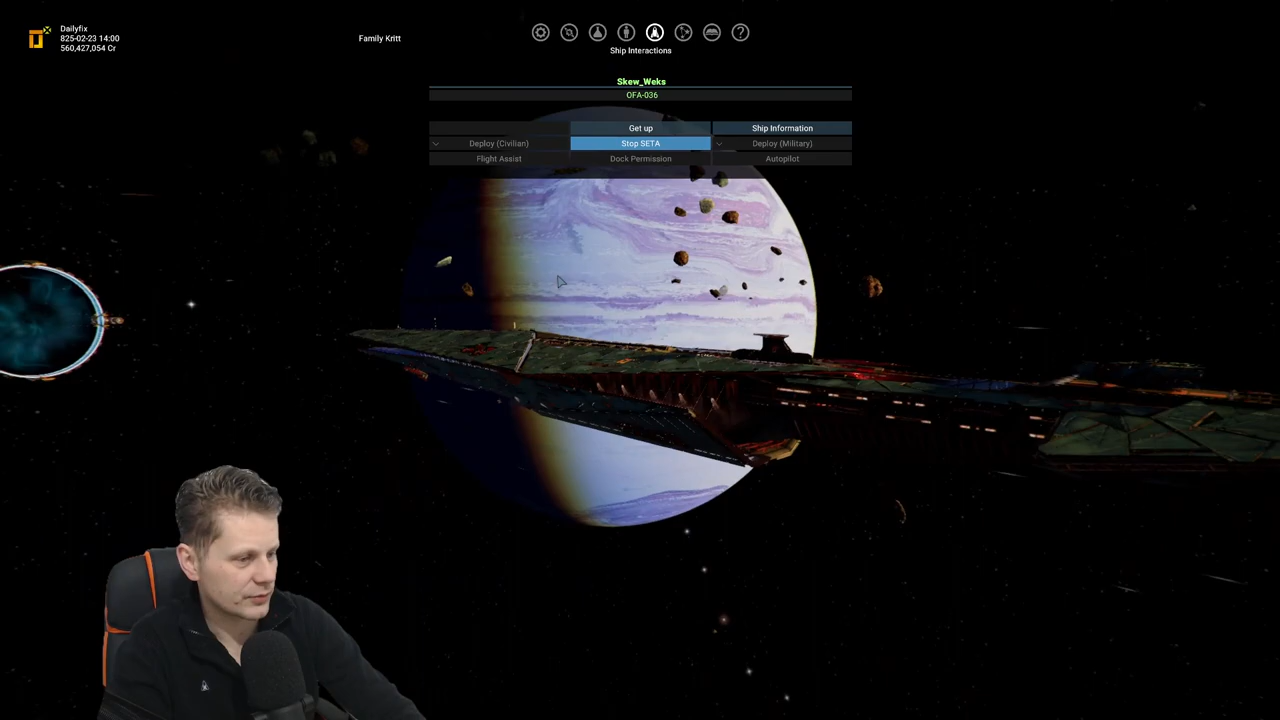 Dailyfix
825-02-23 14:00
560,427,054 Cr
Family Kritt
Ship Interactions
Skew_Weks
OFA-036
Get up
Ship Information
Deploy (Civilian)
Stop SETA
Deploy (Military)
Flight Assist
Dock Permission
Autopilot